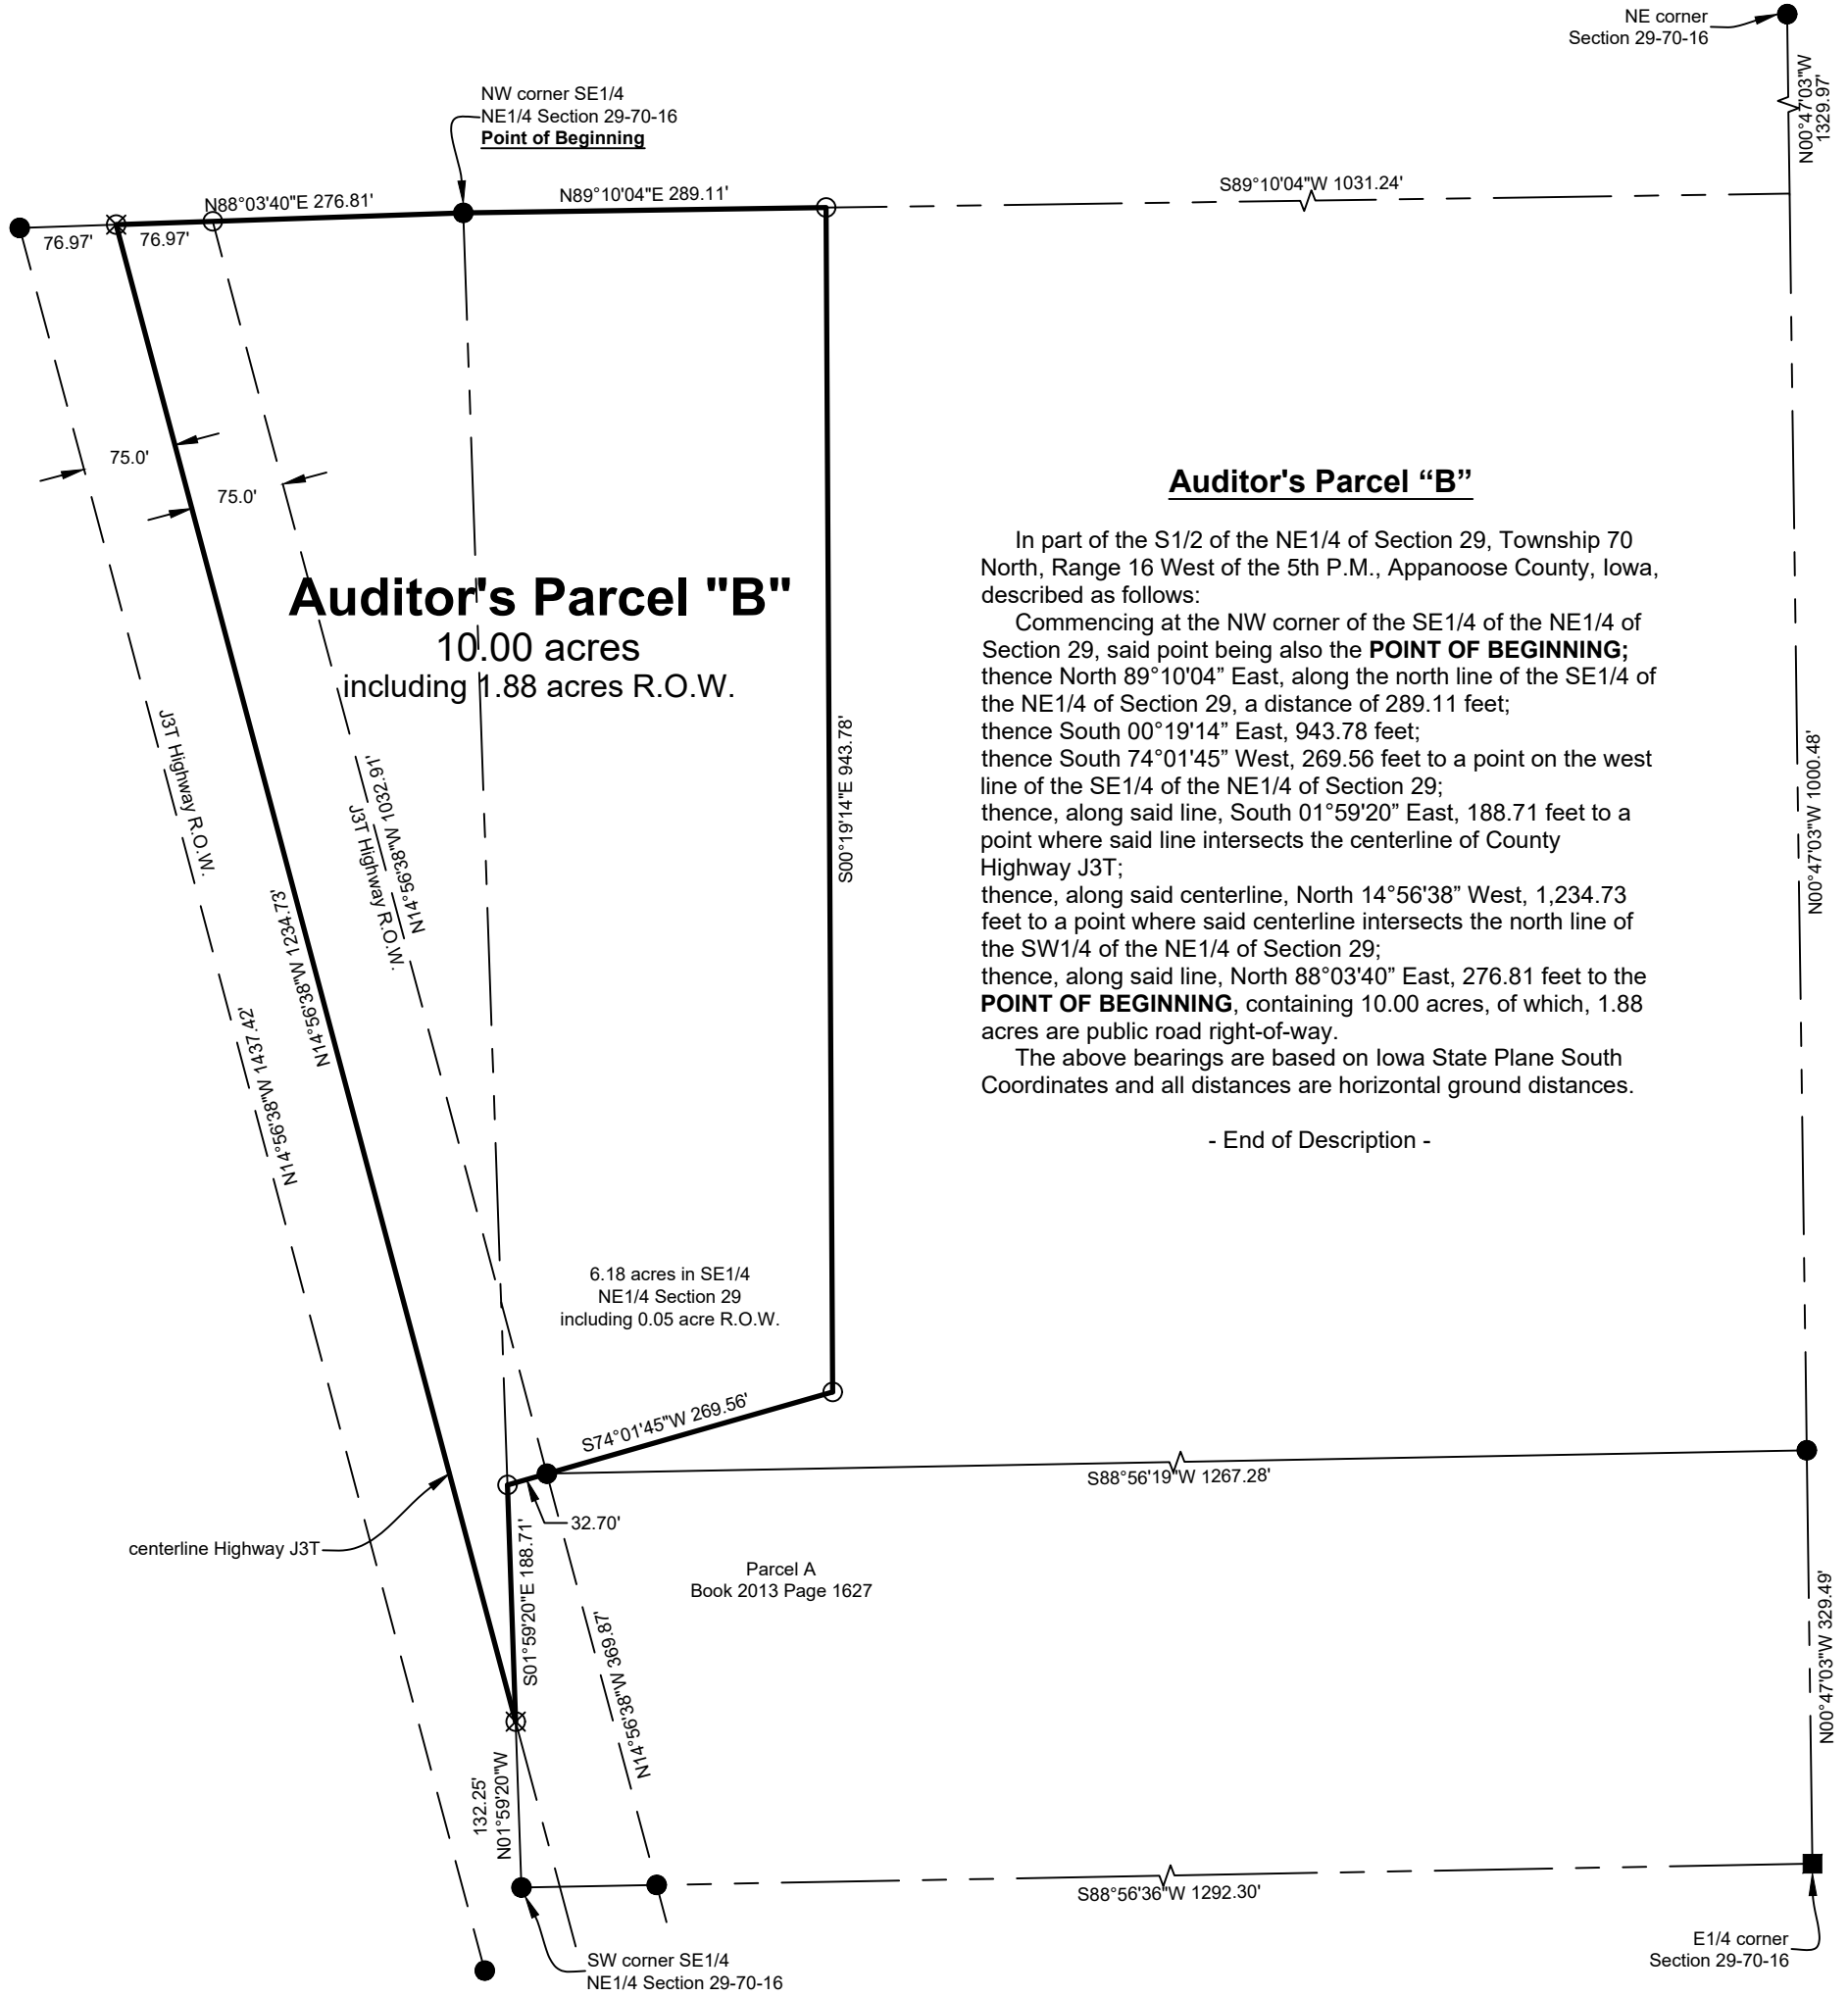 NE corner
Section 29-70-16
N00°47'03"W
1329.97'
NW corner SE1/4
NE1/4 Section 29-70-16
Point of Beginning
N88°03'40"E 276.81'
N89°10'04"E 289.11'
S89°10'04"W 1031.24'
76.97'
76.97'
75.0'
75.0'
Auditor's Parcel "B"
10.00 acres
including 1.88 acres R.O.W.
J3T Highway R.O.W.
N14°56'38"W 1032.91'
J3T Highway R.O.W.
S00°19'14"E 943.78'
N14°56'38"W 1234.73'
N14°56'38"W 1437.42'
Auditor's Parcel “B”
In part of the S1/2 of the NE1/4 of Section 29, Township 70
North, Range 16 West of the 5th P.M., Appanoose County, Iowa,
described as follows:
Commencing at the NW corner of the SE1/4 of the NE1/4 of
Section 29, said point being also the POINT OF BEGINNING;
thence North 89°10'04” East, along the north line of the SE1/4 of
the NE1/4 of Section 29, a distance of 289.11 feet;
thence South 00°19'14” East, 943.78 feet;
thence South 74°01'45” West, 269.56 feet to a point on the west
line of the SE1/4 of the NE1/4 of Section 29;
thence, along said line, South 01°59'20” East, 188.71 feet to a
point where said line intersects the centerline of County
Highway J3T;
thence, along said centerline, North 14°56'38” West, 1,234.73
feet to a point where said centerline intersects the north line of
the SW1/4 of the NE1/4 of Section 29;
thence, along said line, North 88°03'40” East, 276.81 feet to the
POINT OF BEGINNING, containing 10.00 acres, of which, 1.88
acres are public road right-of-way.
The above bearings are based on Iowa State Plane South
Coordinates and all distances are horizontal ground distances.
- End of Description -
N00°47'03"W 1000.48'
6.18 acres in SE1/4
NE1/4 Section 29
including 0.05 acre R.O.W.
S74°01'45"W 269.56'
S88°56'19"W 1267.28'
32.70'
centerline Highway J3T
S01°59'20"E 188.71'
Parcel A
Book 2013 Page 1627
N14°56'38"W 369.87'
N00°47'03"W 329.49'
132.25'
N01°59'20"W
S88°56'36"W 1292.30'
SW corner SE1/4
NE1/4 Section 29-70-16
E1/4 corner
Section 29-70-16